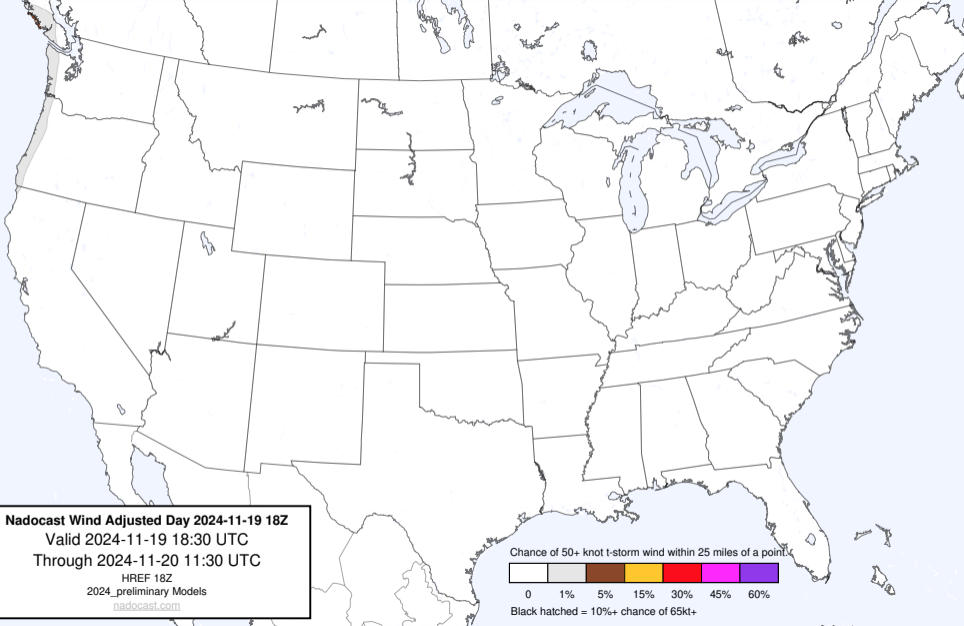 Nadocast Wind Adjusted Day 2024-11-19 18Z
Valid 2024-11-19 18:30 UTC
Through 2024-11-20 11:30 UTC
HREF 18Z
2024_preliminary Models
nadocast.com
Chance of 50+ knot t-storm wind within 25 miles of a point.
0 1% 5% 15% 30% 45% 60%
Black hatched = 10%+ chance of 65kt+